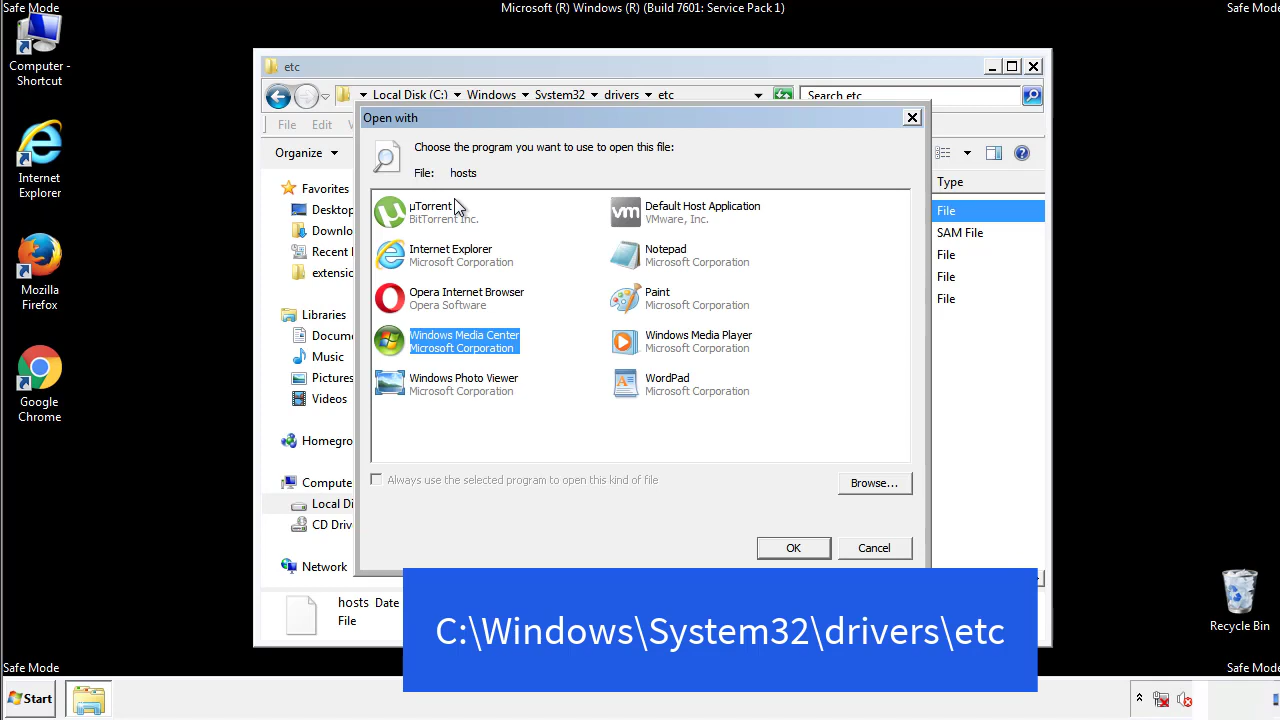 Safe Mode
Microsoft (R) Windows (R) (Build 7601: Service Pack 1)
Safe Mode
Computer - Shortcut
Internet Explorer
Mozilla Firefox
Google Chrome
Recycle Bin
etc
Local Disk (C:) Windows System32 drivers etc
Search etc
File Edit
Organize
Favorites
Desktop
Downlo
Recent
extensio
Libraries
Docume
Music
Pictures
Videos
Homegro
Compute
Local Di
CD Driv
Network
Type
File
SAM File
File
File
File
hosts Date
File
Open with
Choose the program you want to use to open this file:
File: hosts
µTorrent
BitTorrent Inc.
Default Host Application
VMware, Inc.
Internet Explorer
Microsoft Corporation
Notepad
Microsoft Corporation
Opera Internet Browser
Opera Software
Paint
Microsoft Corporation
Windows Media Center
Microsoft Corporation
Windows Media Player
Microsoft Corporation
Windows Photo Viewer
Microsoft Corporation
WordPad
Microsoft Corporation
Always use the selected program to open this kind of file
Browse...
OK
Cancel
C:\Windows\System32\drivers\etc
Safe Mode
Safe Mode
Start